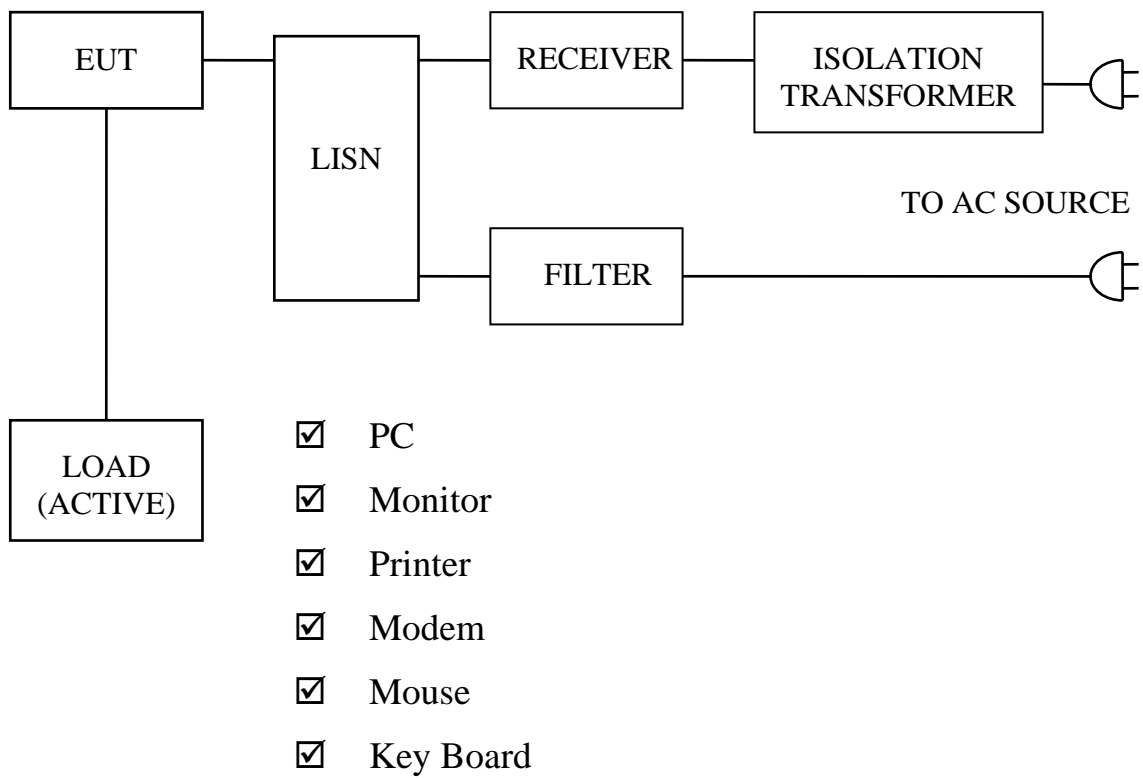 EUT
LISN
RECEIVER
ISOLATION
TRANSFORMER
TO AC SOURCE
FILTER
LOAD
(ACTIVE)
☑ PC
☑ Monitor
☑ Printer
☑ Modem
☑ Mouse
☑ Key Board